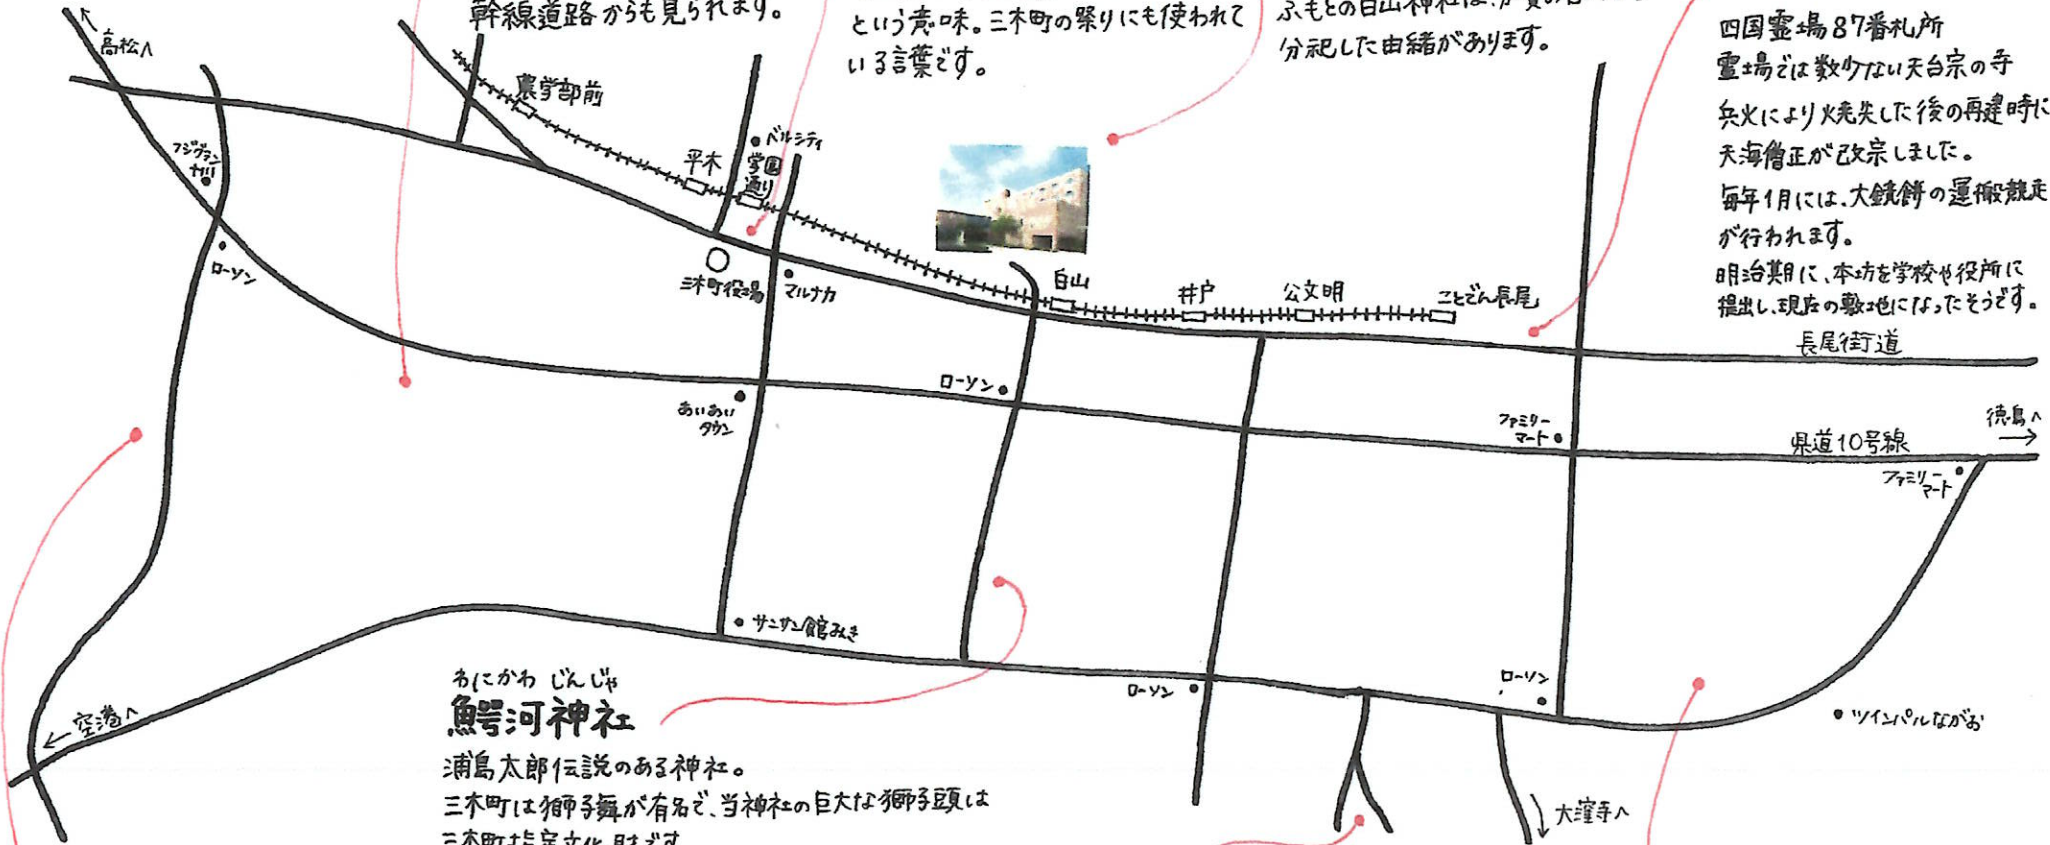 幹線道路からも見られます。
という意味。三木町の祭りにも使われて
いる言葉です。
分祀した由緒があります。
四国霊場87番札所
霊場では数少ない天台宗の寺
兵火により焼失した後の再建時に
天海僧正が改宗しました。
毎年1月には、大鏡餅の運搬競走
が行われます。
明治期に、本坊を学校や役所に
提出し、現在の敷地になったそうです。
高松へ
農学部前
フジグラン
ベルシティ
平木
学園
通り
ローソン
三木町役場
マルナカ
白山
井戸
公文明
ことでん長尾
長尾街道
あいあい
タウン
ローソン
ファミリー
マート
徳島へ
県道10号線
ファミリー
マート
サンサン館みき
わにかわ じんじゃ
鰐河神社
浦島太郎伝説のある神社。
三木町は獅子舞が有名で、当神社の巨大な獅子頭は
三木町指定文化財です
空港へ
ローソン
ローソン
ツインパルながお
大窪寺へ